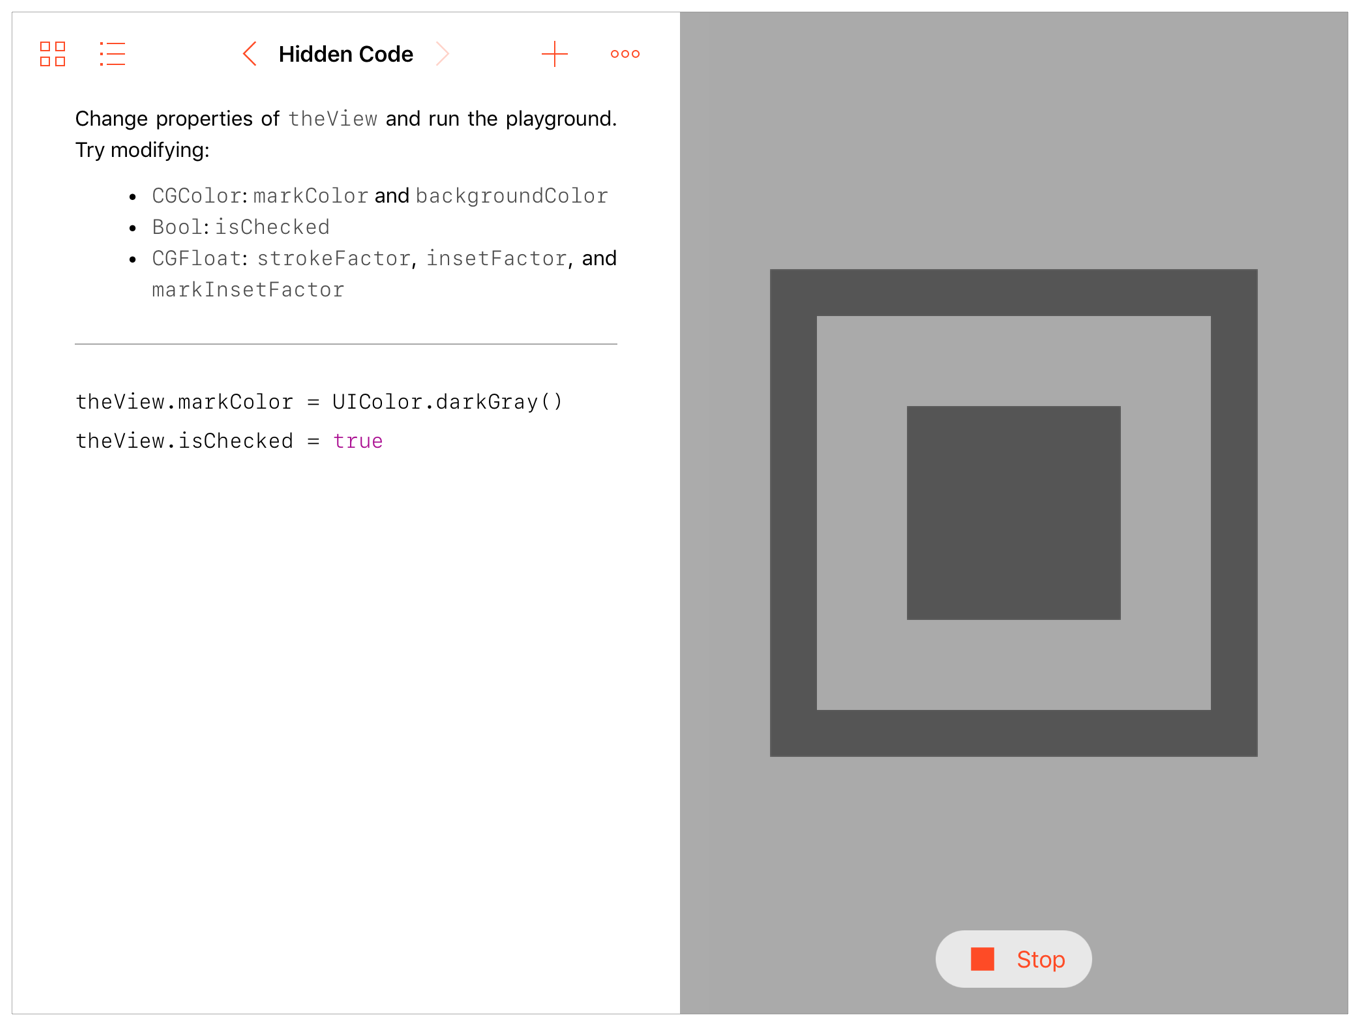 Hidden Code
Change properties of theView and run the playground.
Try modifying:
• CGColor: markColor and backgroundColor
• Bool: isChecked
• CGFloat: strokeFactor, insetFactor, and
markInsetFactor
theView.markColor = UIColor.darkGray()
theView.isChecked = true
Stop